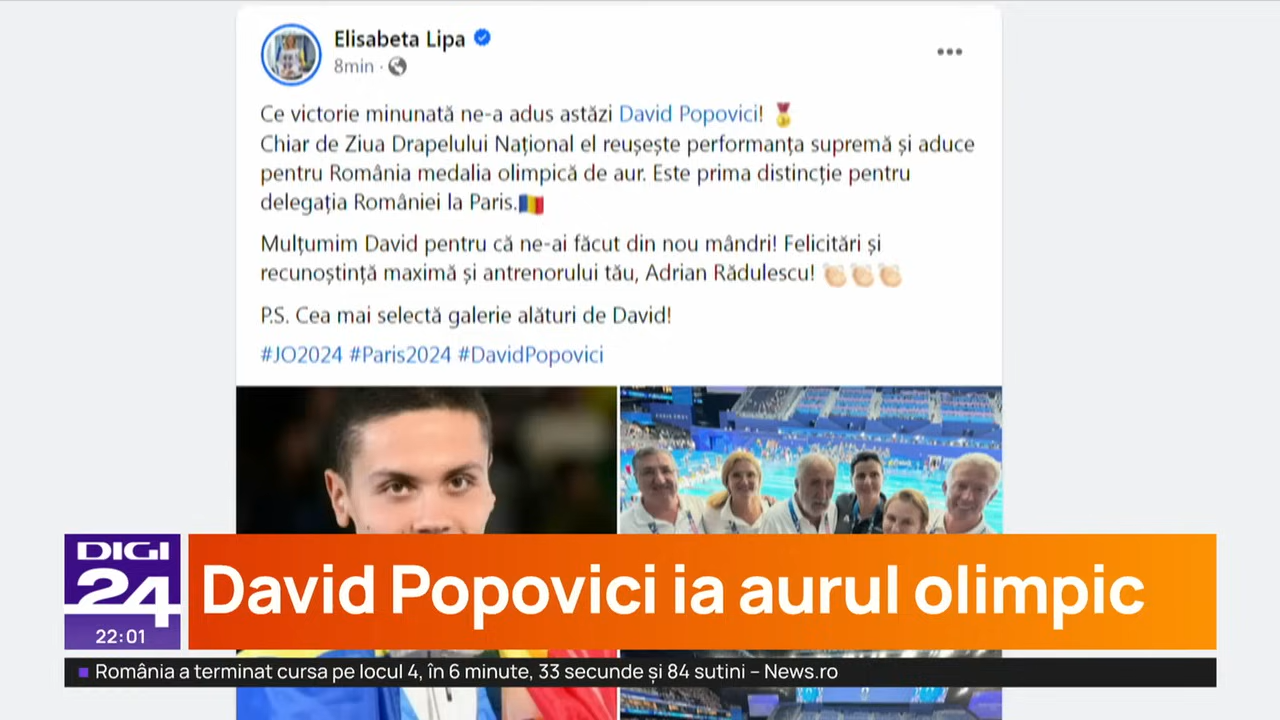 Elisabeta Lipa
8min ·
Ce victorie minunată ne-a adus astăzi David Popovici! 🏅
Chiar de Ziua Drapelului Național el reușește performanța supremă și aduce
pentru România medalia olimpică de aur. Este prima distincție pentru
delegația României la Paris.🇷🇴
Mulțumim David pentru că ne-ai făcut din nou mândri! Felicitări și
recunoștință maximă și antrenorului tău, Adrian Rădulescu! 👏🏻👏🏻👏🏻
P.S. Cea mai selectă galerie alături de David!
#JO2024 #Paris2024 #DavidPopovici
DIGI
24
22:01
David Popovici ia aurul olimpic
România a terminat cursa pe locul 4, în 6 minute, 33 secunde și 84 sutini – News.ro